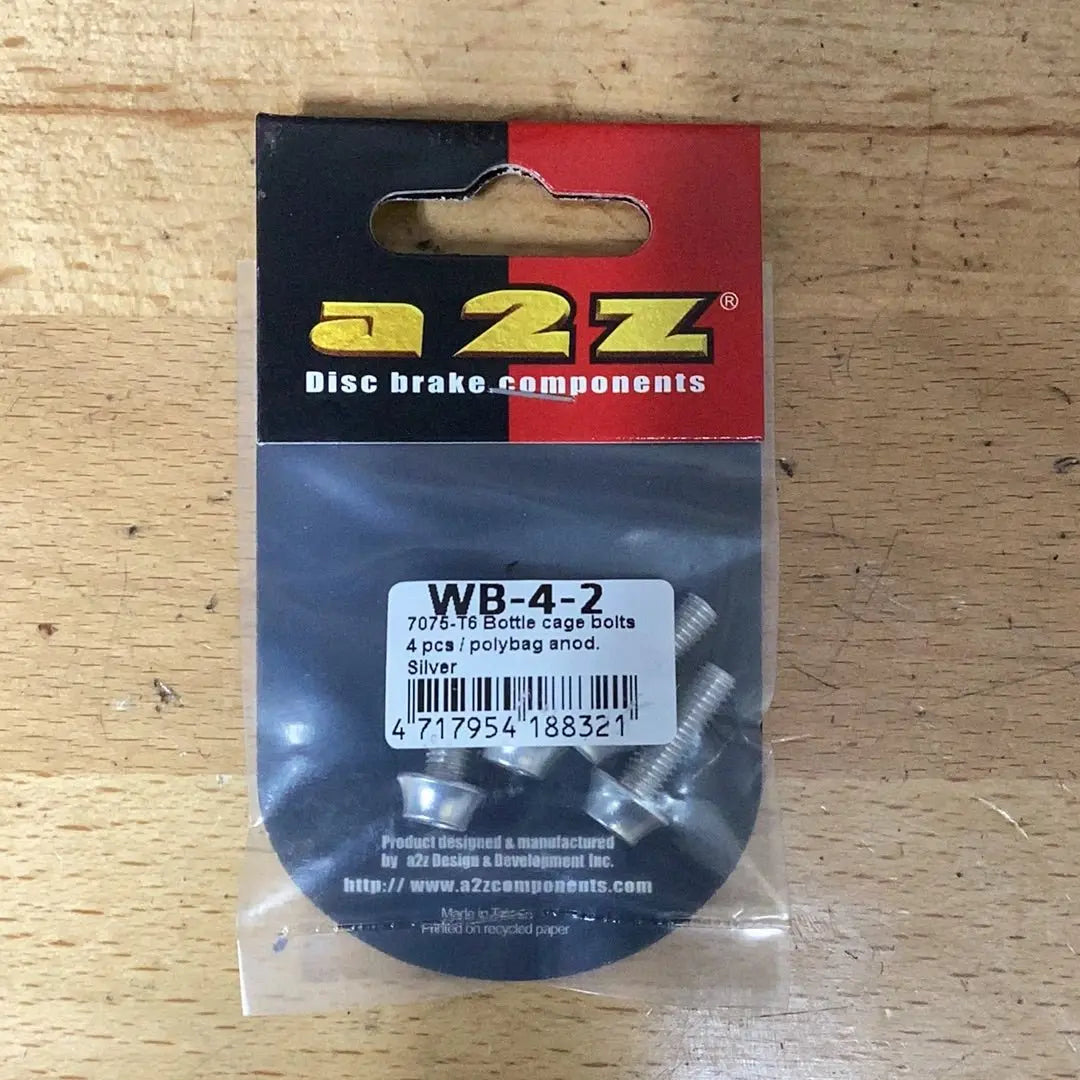 a2z®
Disc brake components
WB-4-2
7075-T6 Bottle cage bolts
4 pcs / polybag anod.
Silver
4 717954 188321
Product designed & manufactured
by a2z Design & Development Inc.
http:// www.a2zcomponents.com
Made in Taiwan
Printed on recycled paper